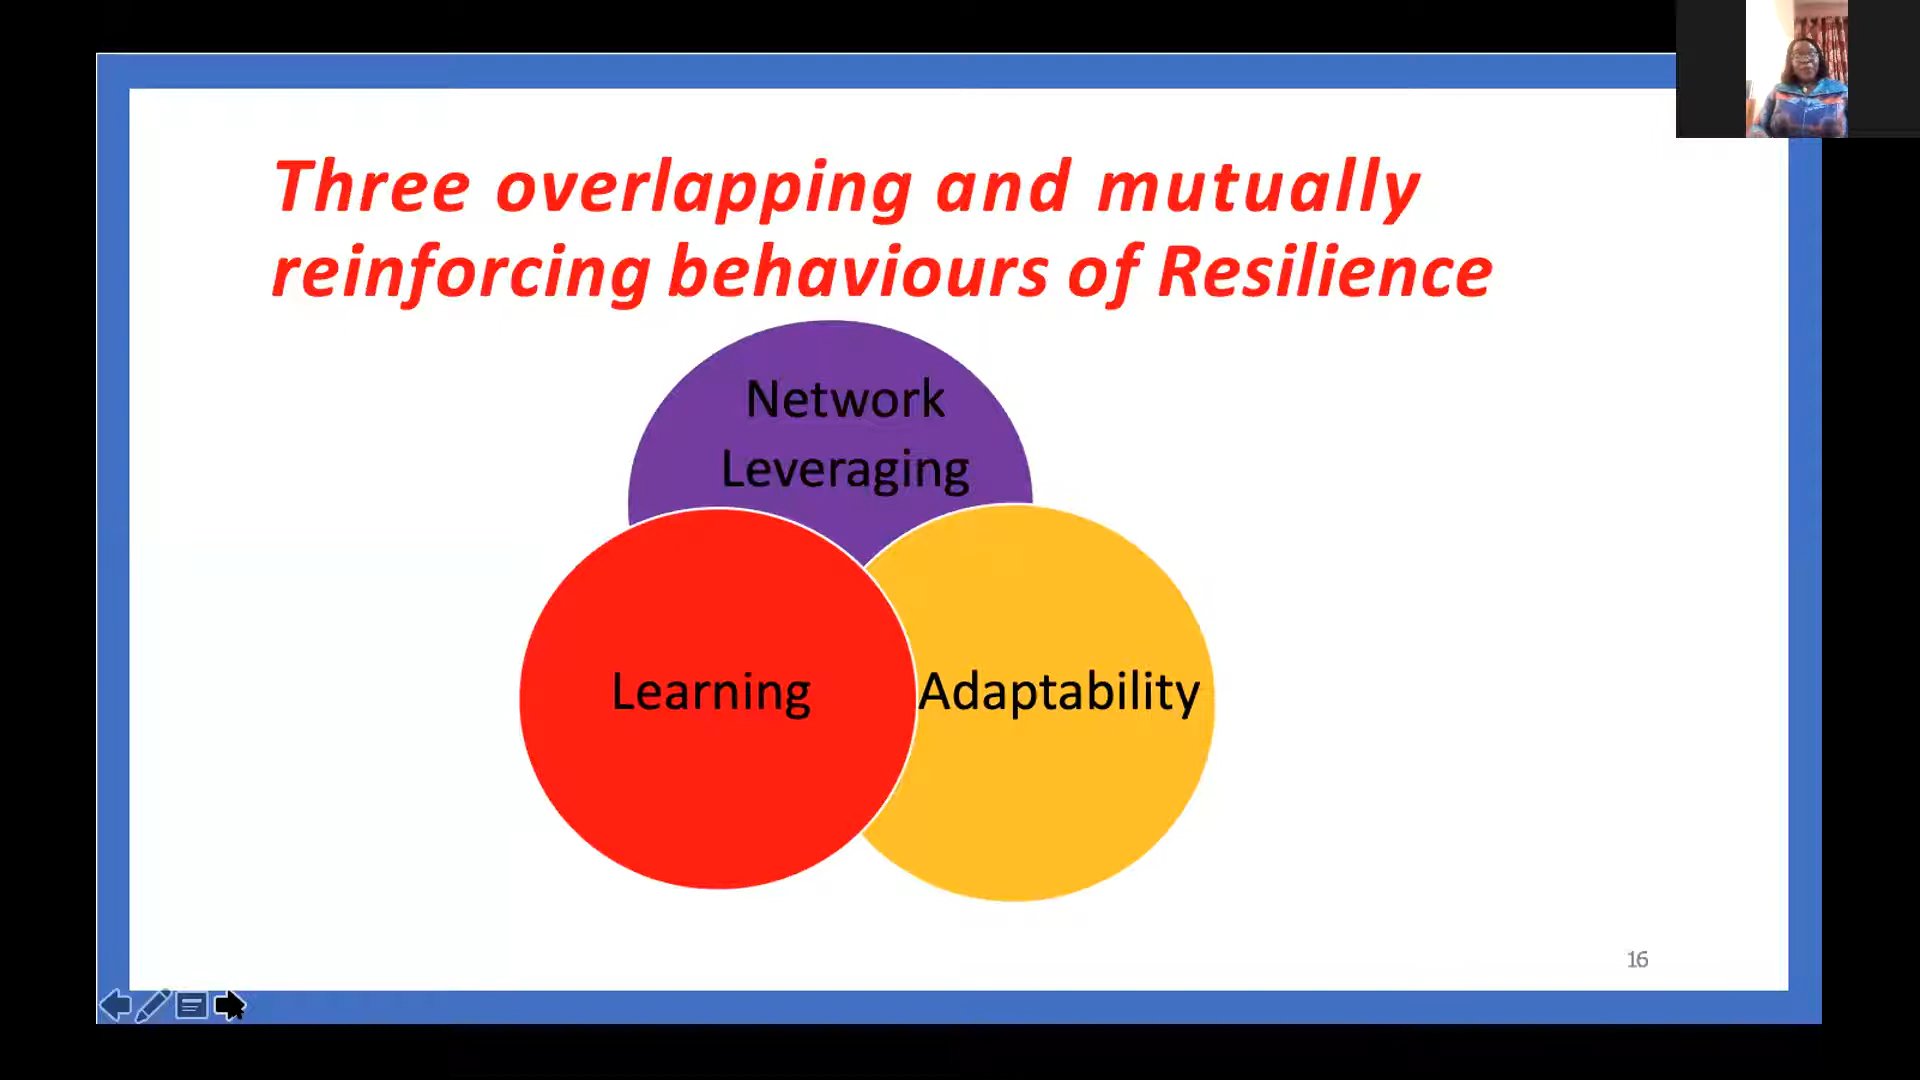 Three overlapping and mutually
reinforcing behaviours of Resilience
Network
Leveraging
Learning
Adaptability
16